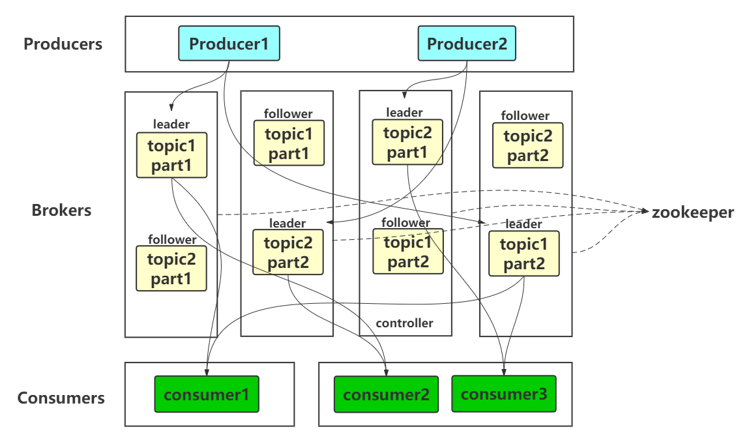 Producers
Producer1
Producer2
Brokers
leader
topic1
part1
follower
topic2
part1
follower
topic1
part1
leader
topic2
part2
leader
topic2
part1
follower
topic1
part2
controller
follower
topic2
part2
leader
topic1
part2
zookeeper
Consumers
consumer1
consumer2
consumer3